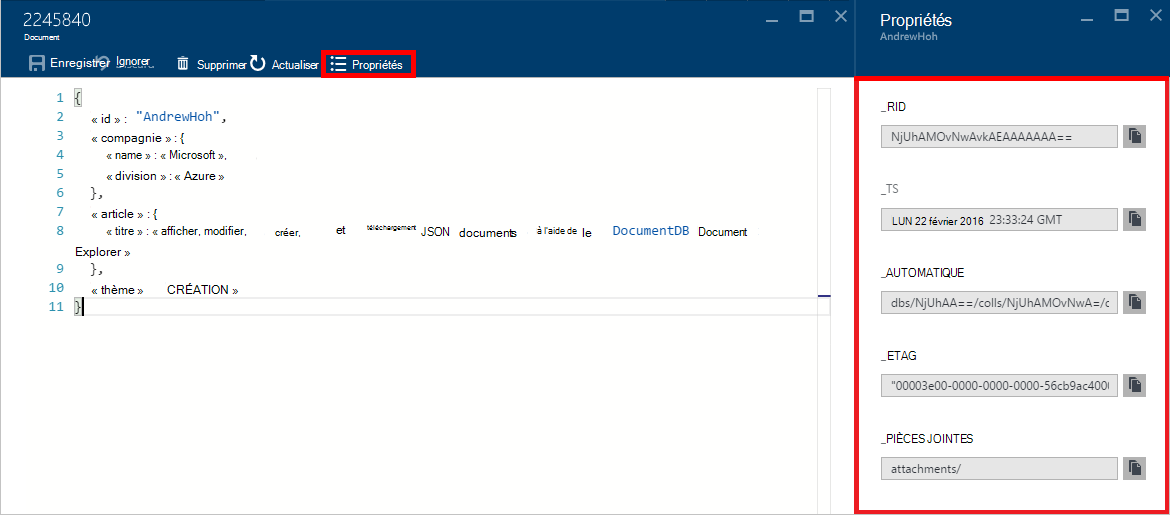 2245840
Document
Enregistrer Ignorer Supprimer Actualiser Propriétés
1 {
2 « id » : "AndrewHoh",
3 « compagnie » : {
4 « name » : « Microsoft »,
5 « division » : « Azure »
6 },
7 « article » : {
8 « titre » : « afficher, modifier, créer, et téléchargement JSON documents à l'aide de le DocumentDB Document
Explorer »
9 },
10 « thème » CRÉATION »
11 }
Propriétés
AndrewHoh
_RID
NjUhAMOvNwAvkAEAAAAAAA==
_TS
LUN 22 février 2016 23:33:24 GMT
_AUTOMATIQUE
dbs/NjUhAA==/colls/NjUhAMOvNwA=/c
_ETAG
"00003e00-0000-0000-0000-56cb9ac4000
_PIÈCES JOINTES
attachments/